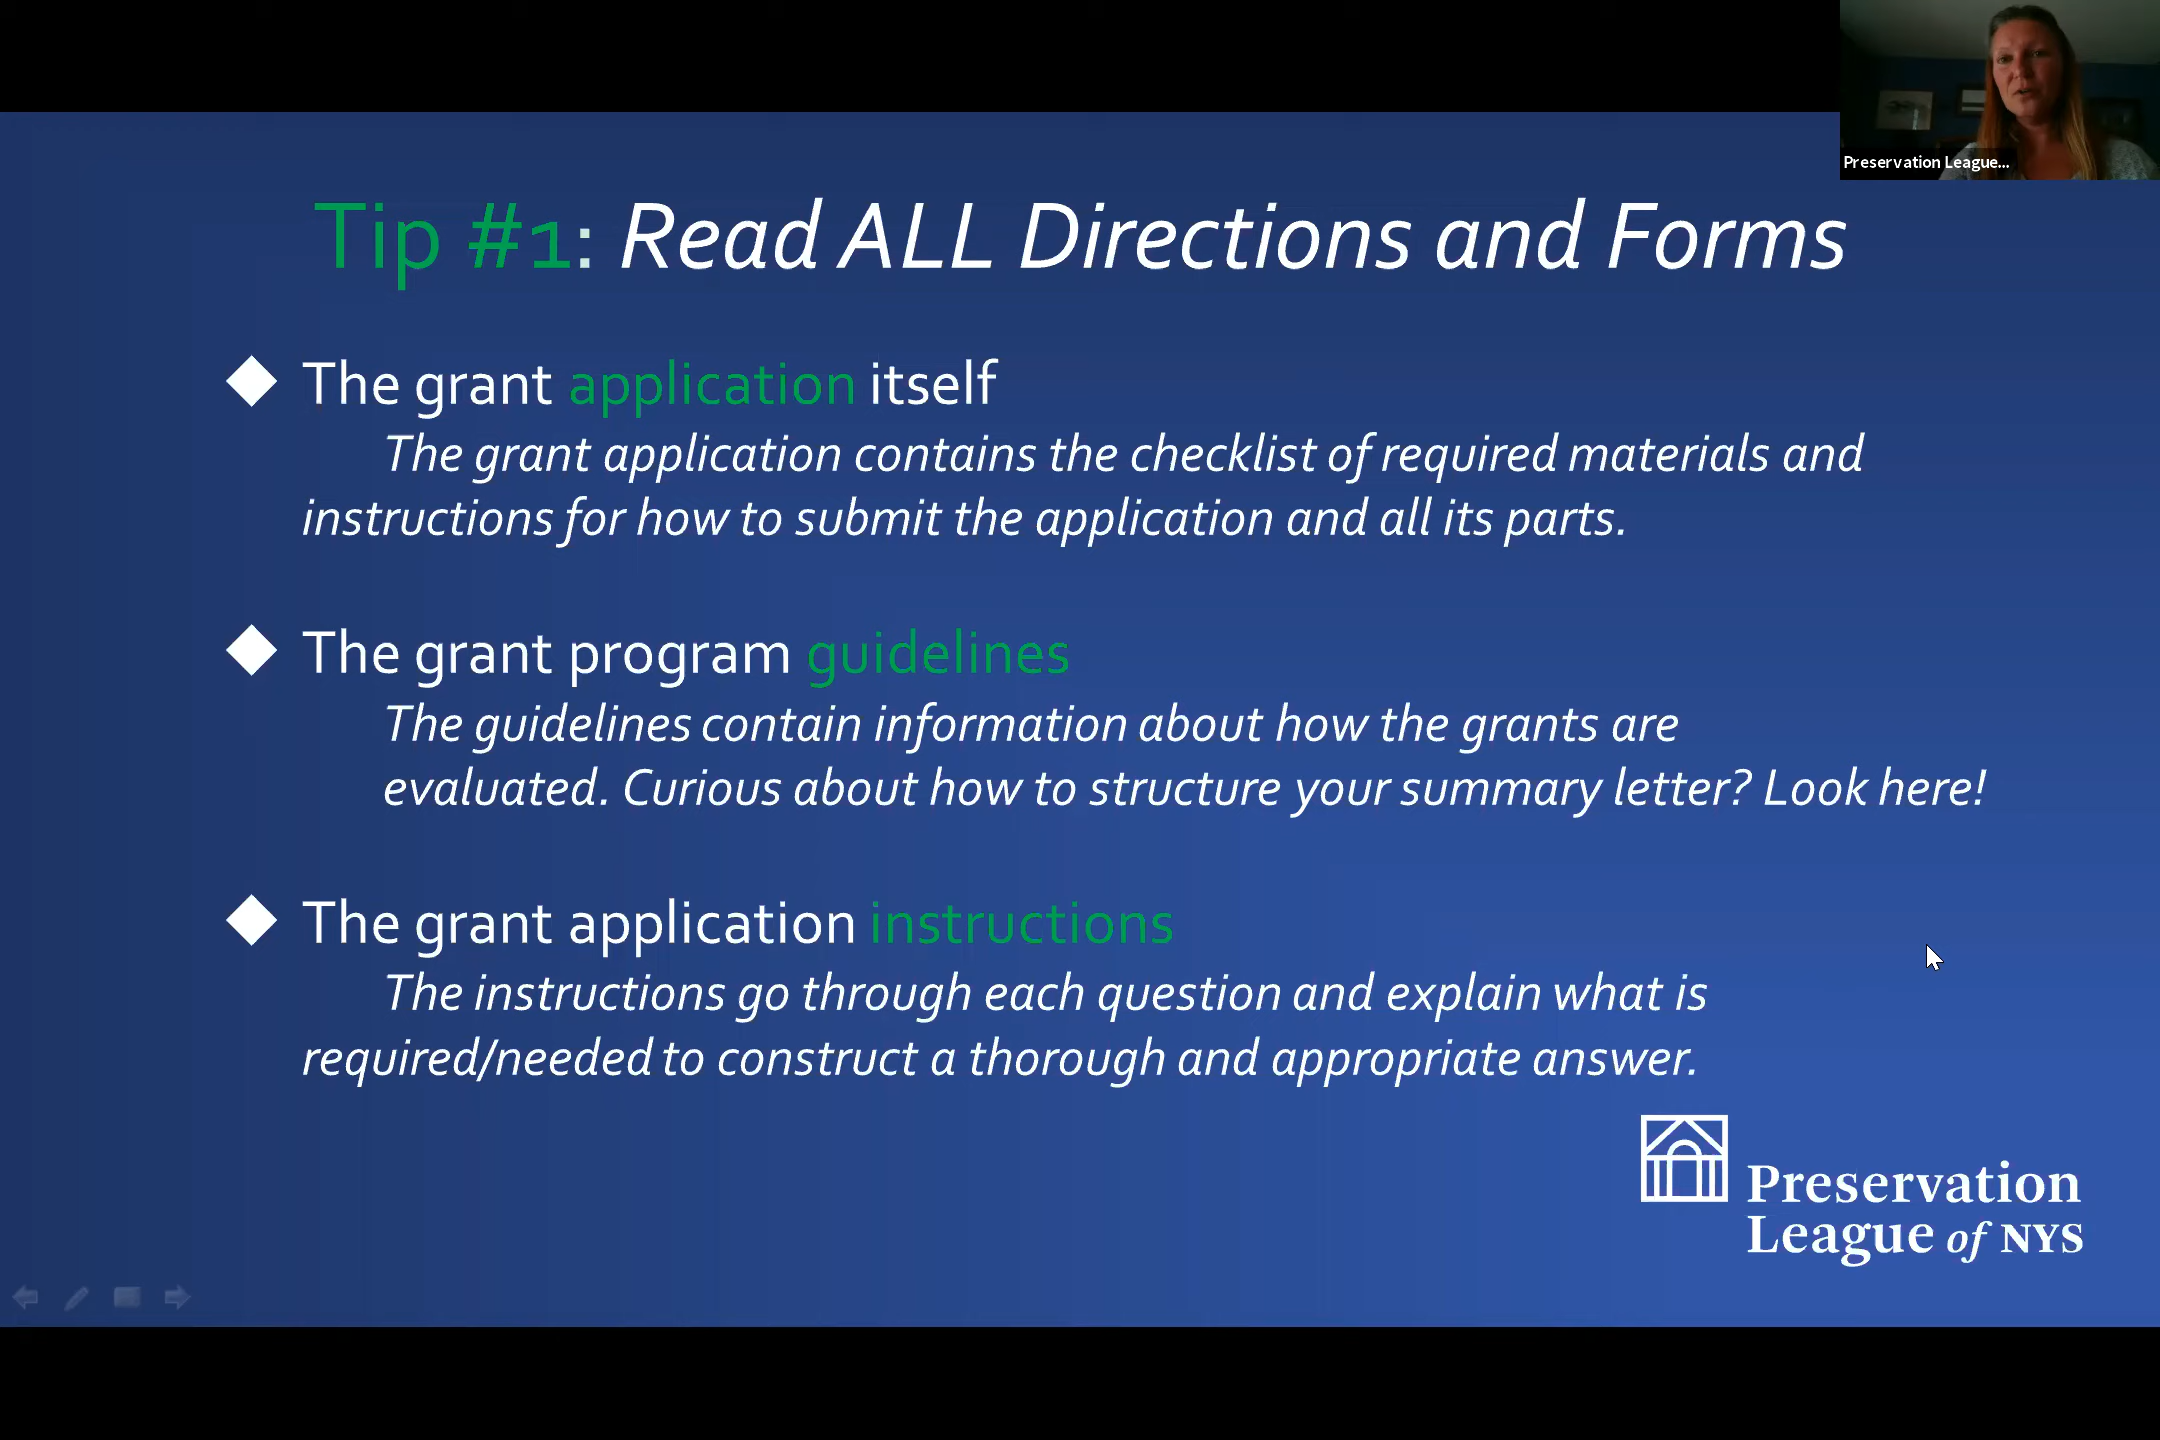 Preservation League...
Tip #1: Read ALL Directions and Forms
The grant application itself
The grant application contains the checklist of required materials and
instructions for how to submit the application and all its parts.
The grant program guidelines
The guidelines contain information about how the grants are
evaluated. Curious about how to structure your summary letter? Look here!
The grant application instructions
The instructions go through each question and explain what is
required/needed to construct a thorough and appropriate answer.
Preservation
League of NYS